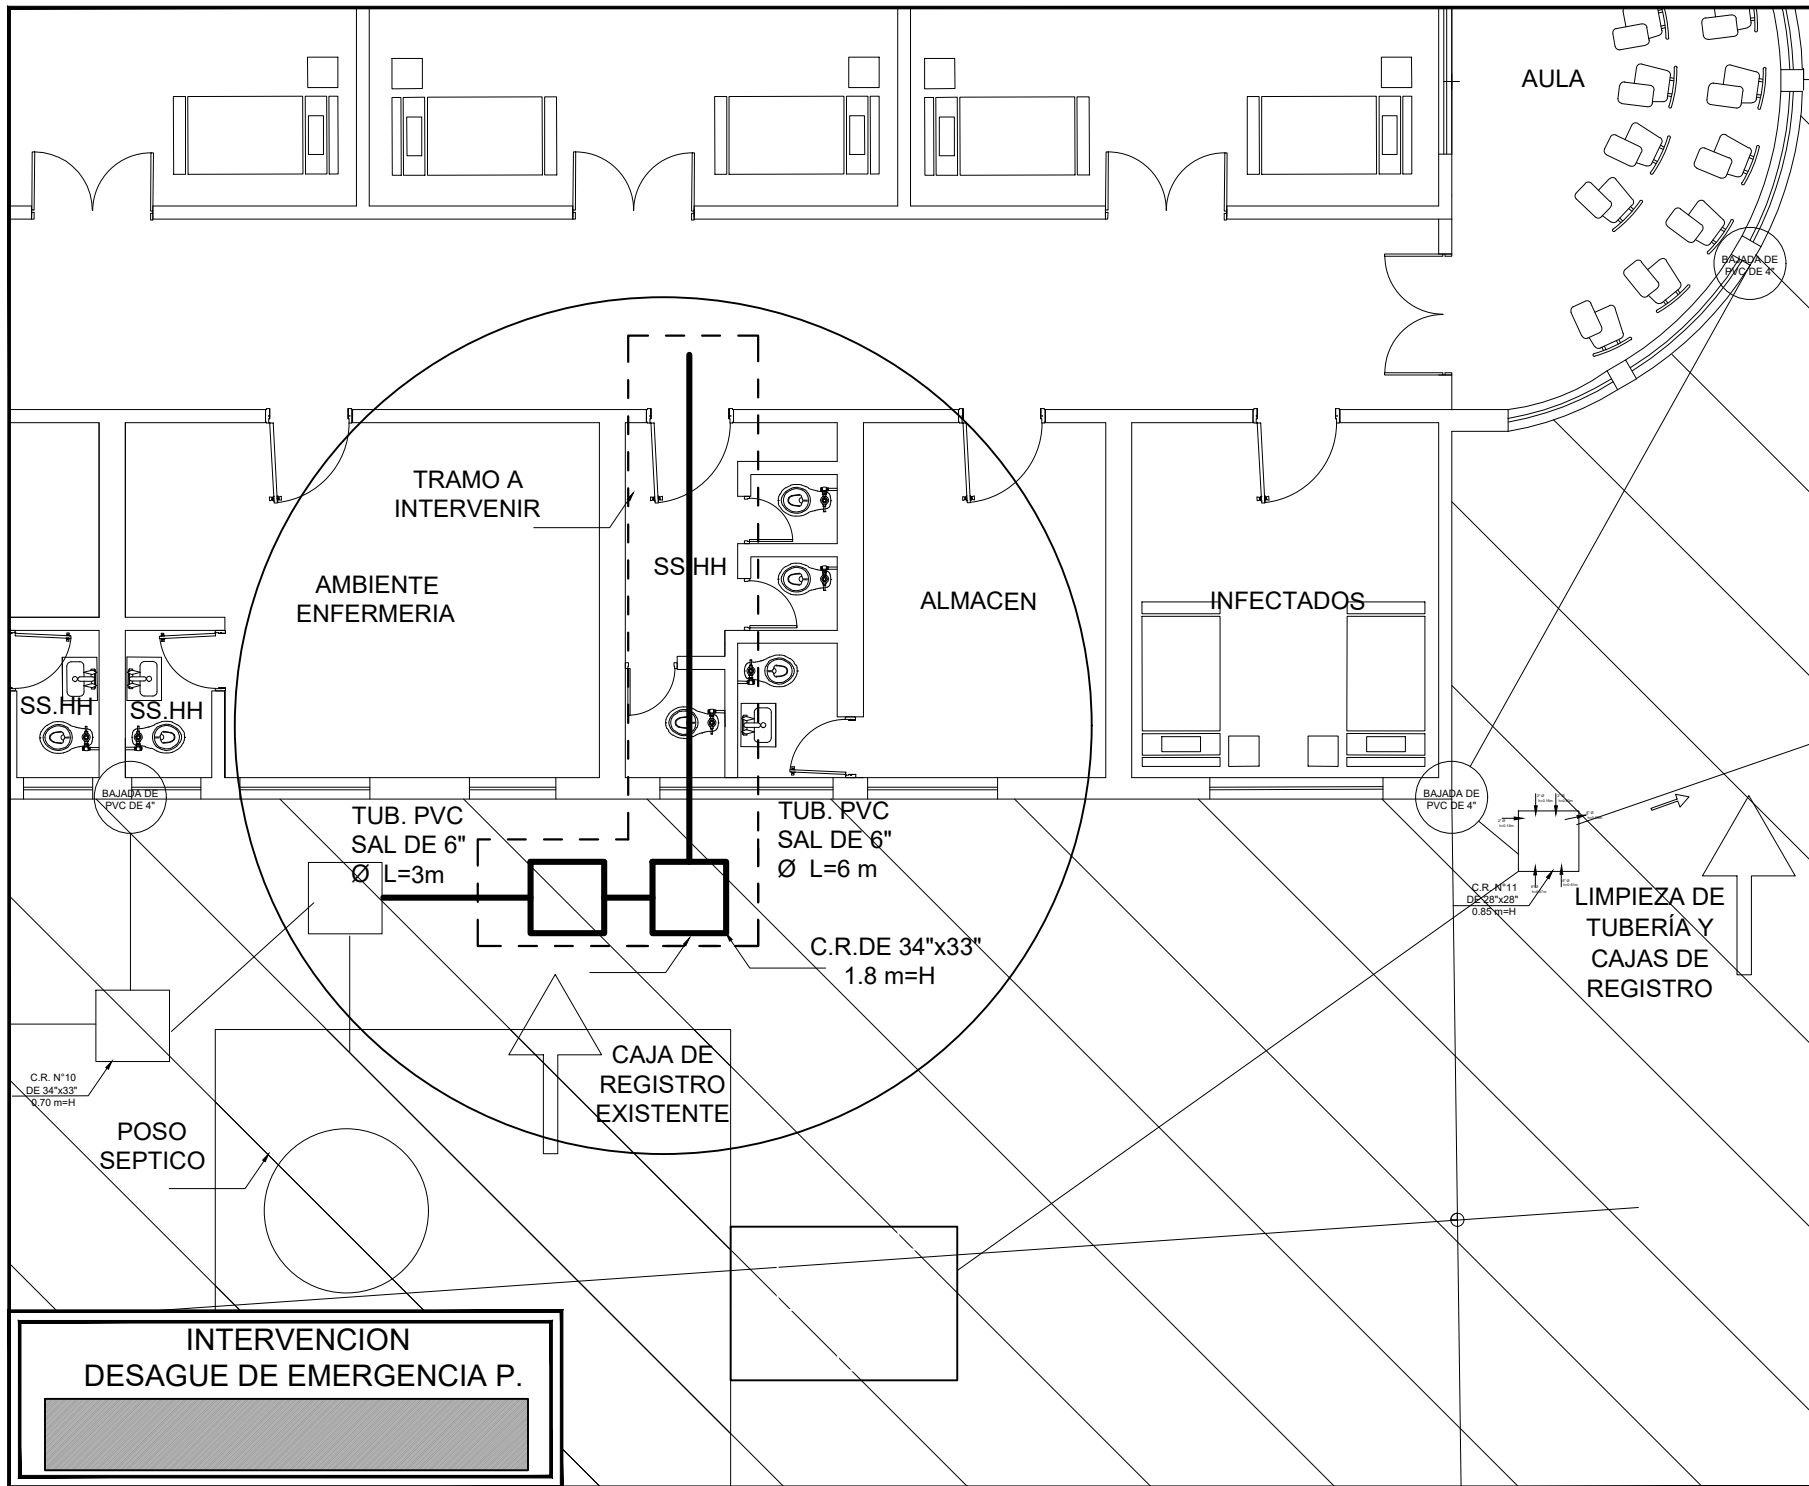 AULA
BAJADA DE
PVC DE 4"
TRAMO A
INTERVENIR
AMBIENTE
ENFERMERIA
SS.HH
ALMACEN
INFECTADOS
SS.HH
SS.HH
BAJADA DE
PVC DE 4"
TUB. PVC
SAL DE 6"
Ø L=3m
TUB. PVC
SAL DE 6"
Ø L=6 m
BAJADA DE
PVC DE 4"
C.R. N°11
DE 28"x28"
0.85 m=H
LIMPIEZA DE
TUBERÍA Y
CAJAS DE
REGISTRO
C.R.DE 34"x33"
1.8 m=H
CAJA DE
REGISTRO
EXISTENTE
C.R. N°10
DE 34"x33"
0.70 m=H
POSO
SEPTICO
INTERVENCION
DESAGUE DE EMERGENCIA P.